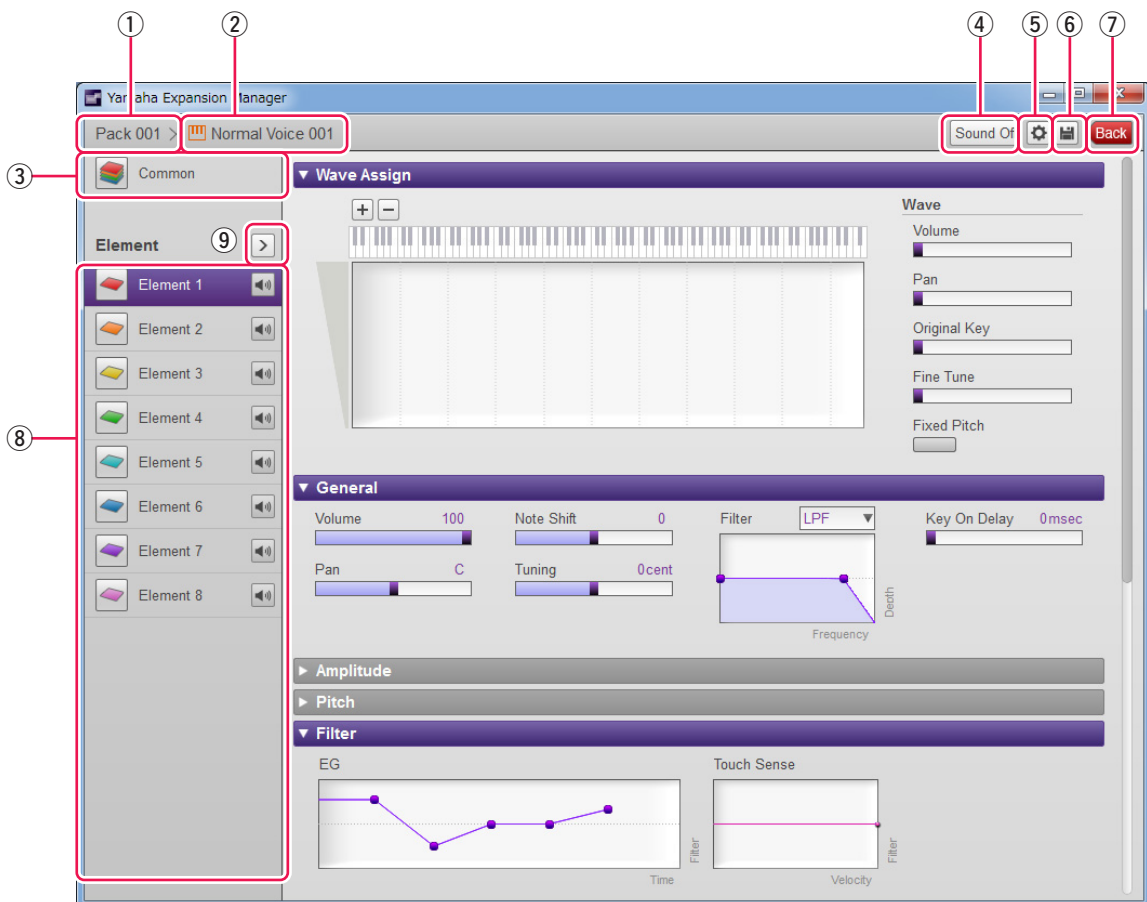 ① ② ④ ⑤ ⑥ ⑦
Yamaha Expansion Manager
Pack 001 > Normal Voice 001 Sound Of Back
③ Common
▼ Wave Assign
+ −
Wave
Volume
Pan
Original Key
Fine Tune
Fixed Pitch
Element ⑨ >
⑧
Element 1
Element 2
Element 3
Element 4
Element 5
Element 6
Element 7
Element 8
▼ General
Volume 100 Note Shift 0 Filter LPF ▼ Key On Delay 0msec
Pan C Tuning 0cent
Depth
Frequency
► Amplitude
► Pitch
▼ Filter
EG Touch Sense
Filter Filter
Time Velocity